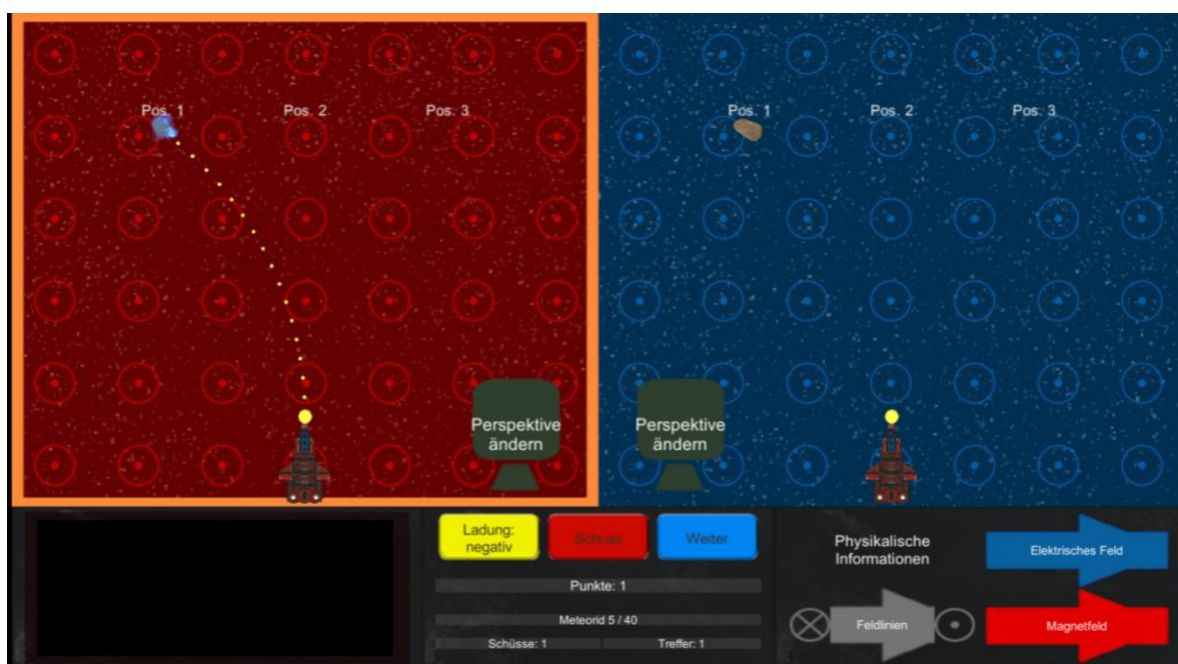 Pos. 1
Pos. 2
Pos. 3
Pos. 1
Pos. 2
Pos. 3
Perspektive
ändern
Perspektive
ändern
Ladung:
negativ
Schuss
Weiter
Punkte: 1
Meteorid 5 / 40
Schüsse: 1
Treffer: 1
Physikalische
Informationen
Elektrisches Feld
Feldlinien
Magnetfeld